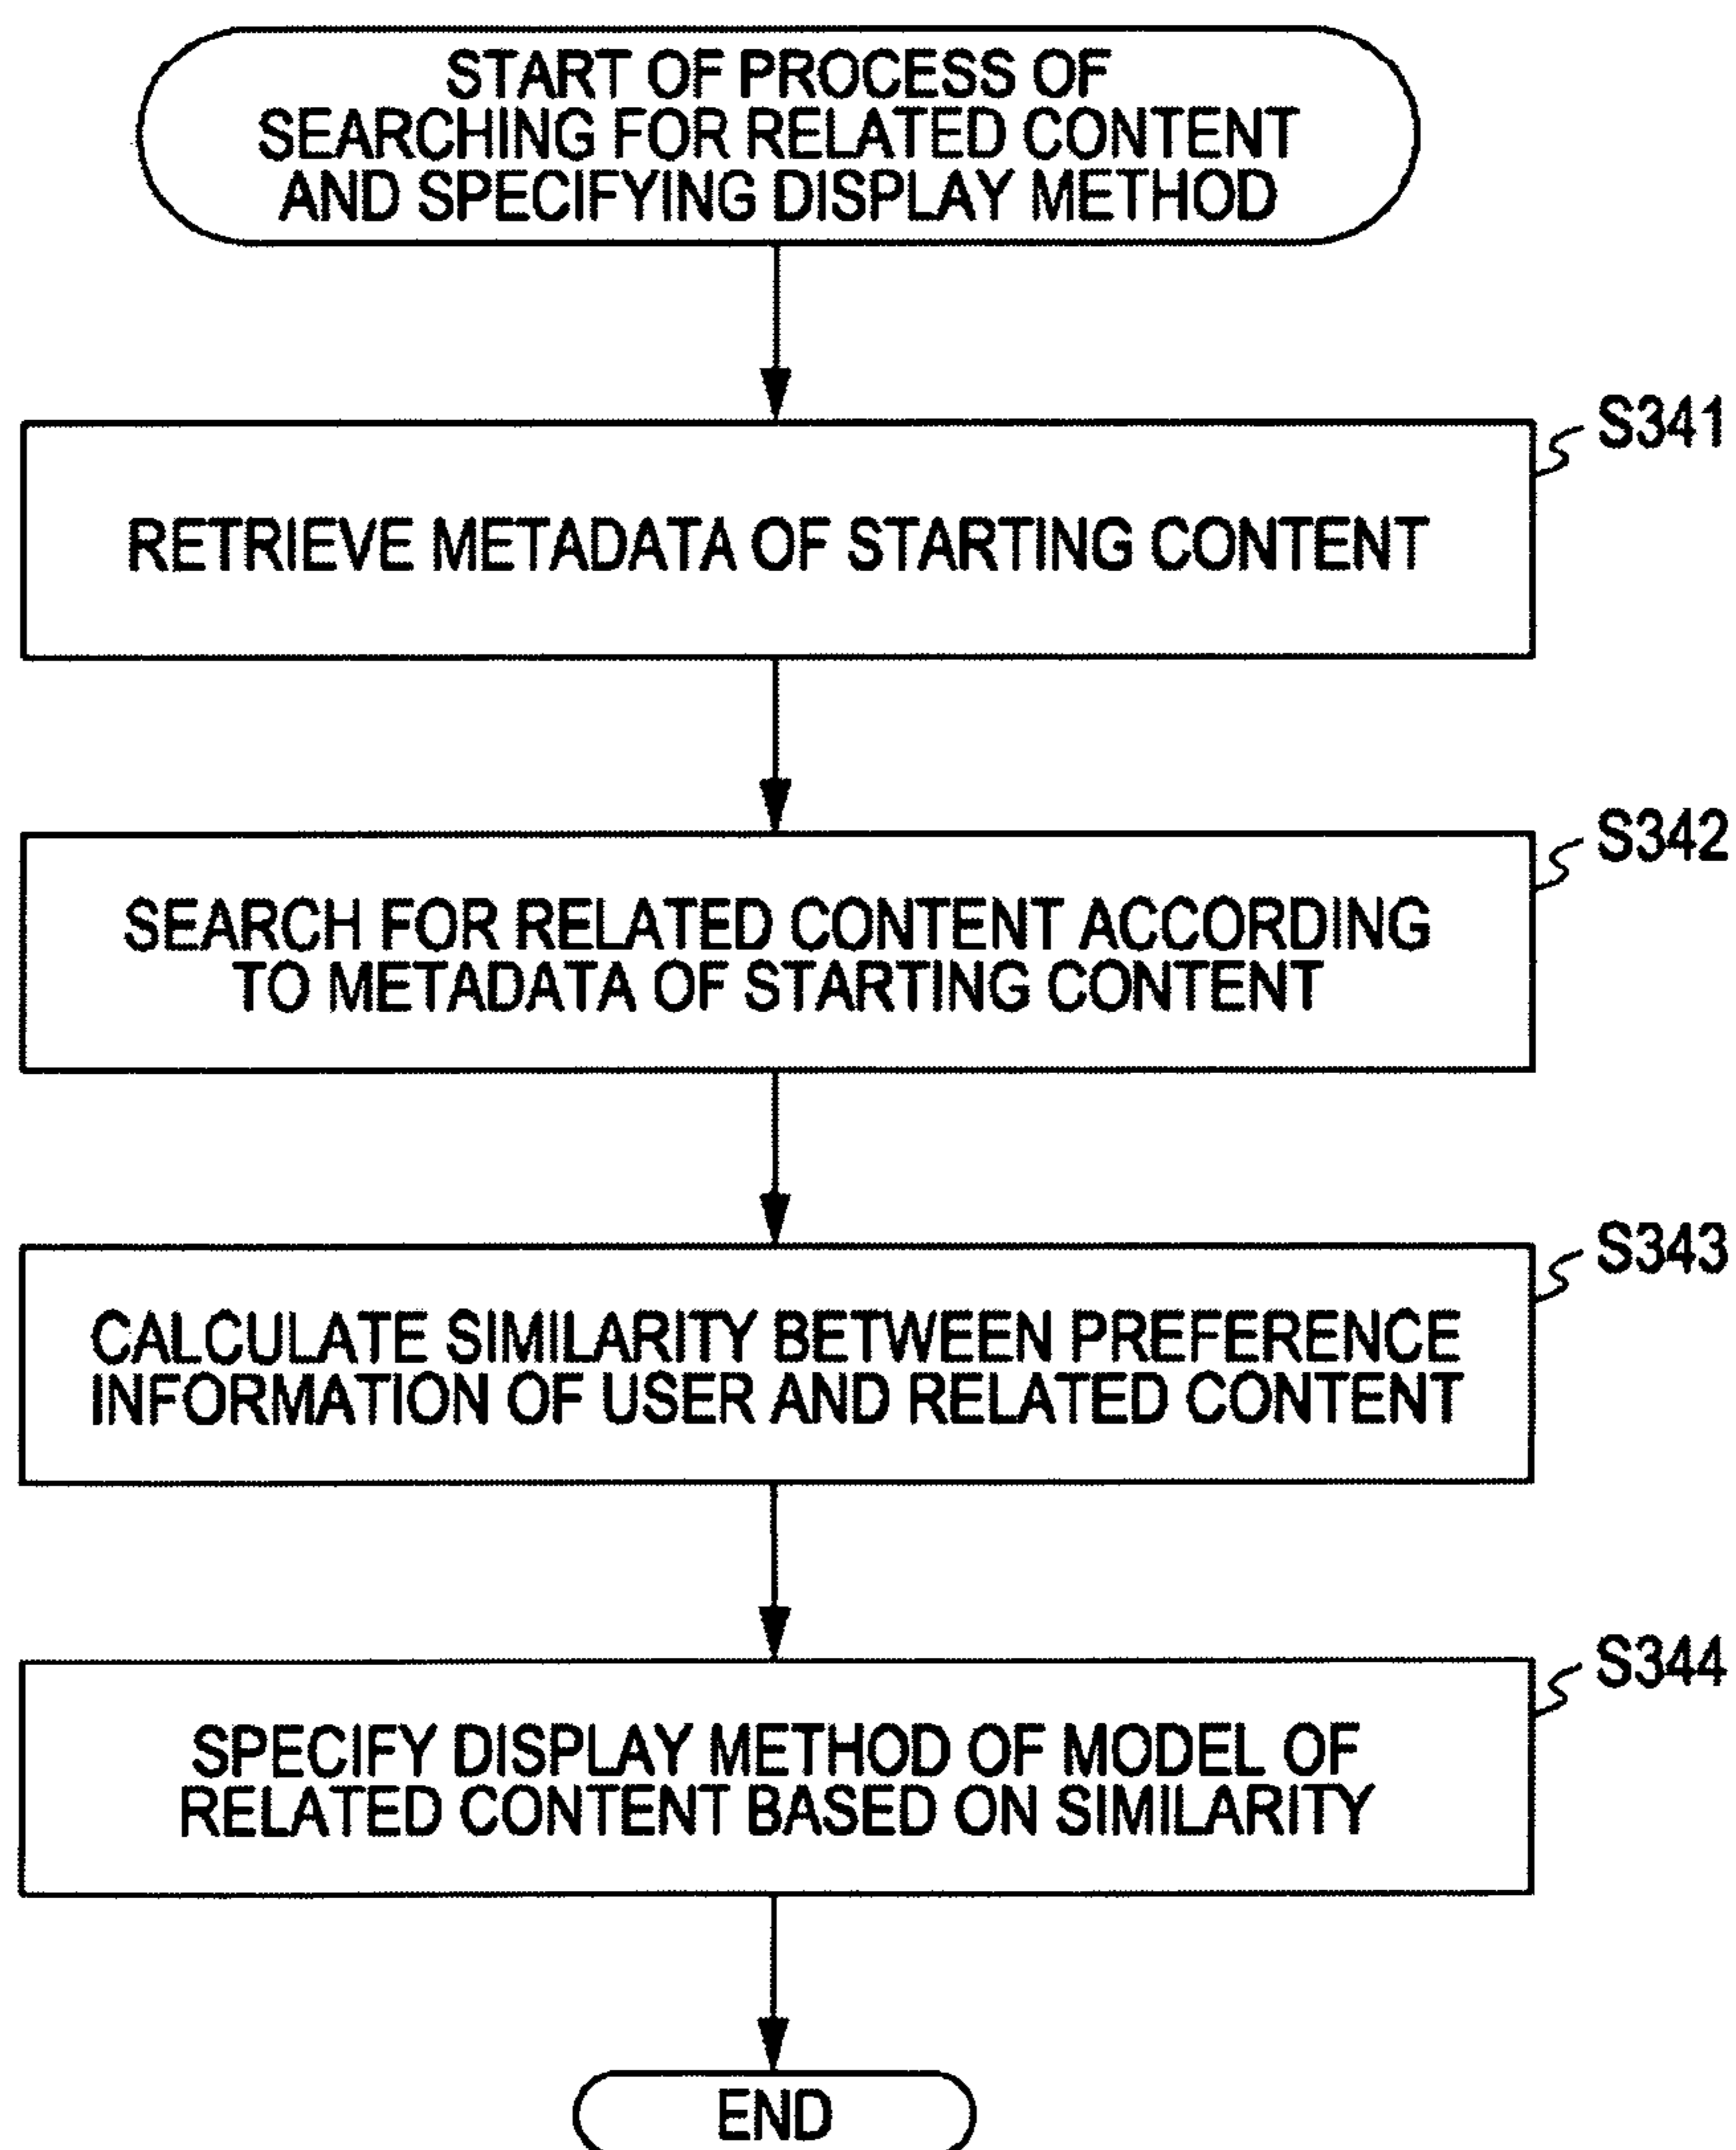 START OF PROCESS OF
SEARCHING FOR RELATED CONTENT
AND SPECIFYING DISPLAY METHOD
S341
RETRIEVE METADATA OF STARTING CONTENT
S342
SEARCH FOR RELATED CONTENT ACCORDING
TO METADATA OF STARTING CONTENT
S343
CALCULATE SIMILARITY BETWEEN PREFERENCE
INFORMATION OF USER AND RELATED CONTENT
S344
SPECIFY DISPLAY METHOD OF MODEL OF
RELATED CONTENT BASED ON SIMILARITY
END